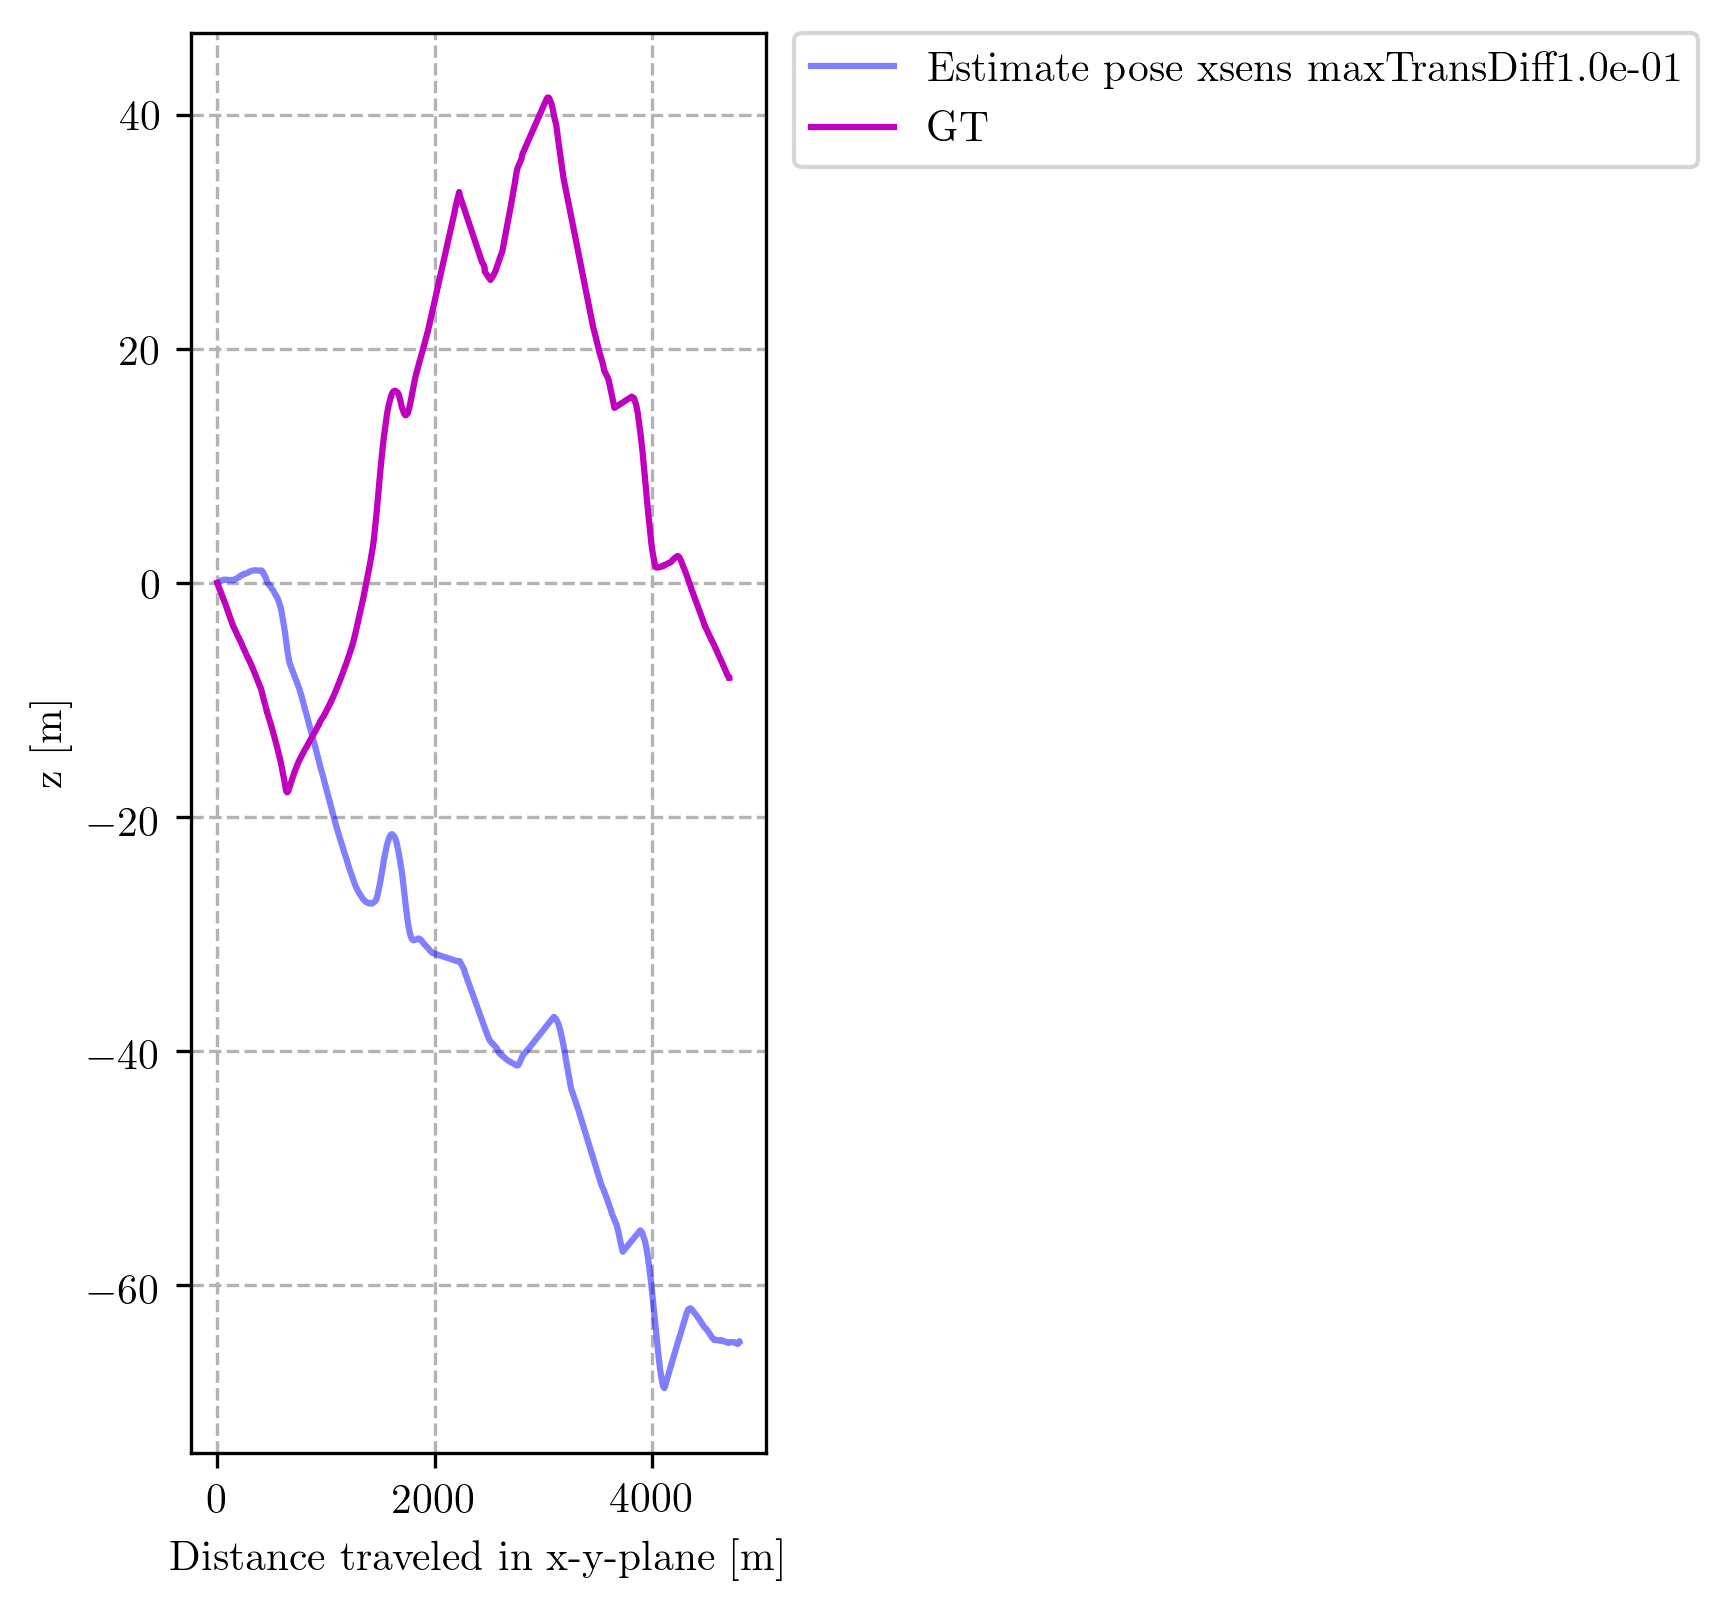 Estimate pose xsens maxTransDiff1.0e-01
GT
40
20
0
−20
−40
−60
z [m]
0 2000 4000
Distance traveled in x-y-plane [m]